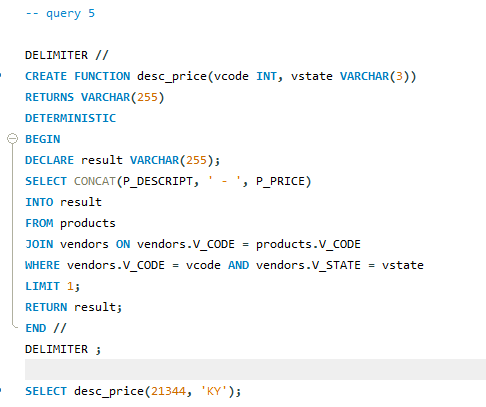 -- query 5
DELIMITER //
CREATE FUNCTION desc_price(vcode INT, vstate VARCHAR(3))
RETURNS VARCHAR(255)
DETERMINISTIC
BEGIN
DECLARE result VARCHAR(255);
SELECT CONCAT(P_DESCRIPT, ' - ', P_PRICE)
INTO result
FROM products
JOIN vendors ON vendors.V_CODE = products.V_CODE
WHERE vendors.V_CODE = vcode AND vendors.V_STATE = vstate
LIMIT 1;
RETURN result;
END //
DELIMITER ;
SELECT desc_price(21344, 'KY');